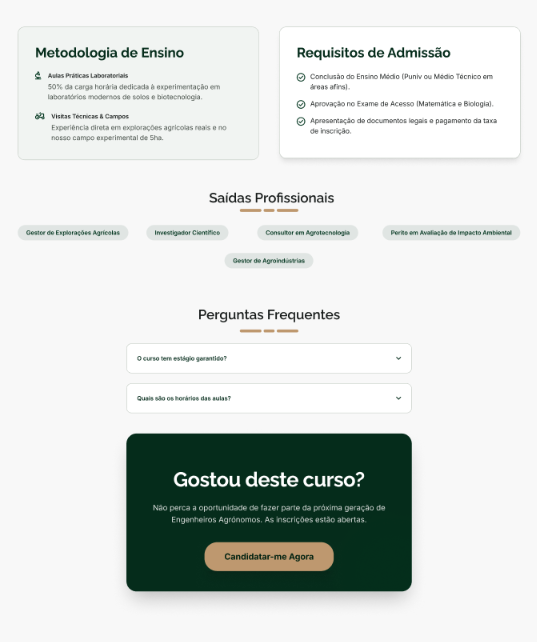 Metodologia de Ensino
Aulas Práticas Laboratoriais
50% da carga horária dedicada à experimentação em
laboratórios modernos de solos e biotecnologia.
Visitas Técnicas & Campos
Experiência direta em explorações agrícolas reais e no
nosso campo experimental de Sha.
Requisitos de Admissão
Conclusão do Ensino Médio (Puniv ou Médio Técnico em
áreas afins).
Aprovação no Exame de Acesso (Matemática e Biologia).
Apresentação de documentos legais e pagamento da taxa
de inscrição.
Saídas Profissionais
Gestor de Explorações Agrícolas
Investigador Científico
Consultor em Agrotecnologia
Perito em Avaliação de Impacto Ambiental
Gestor de Agroindústrias
Perguntas Frequentes
O curso tem estágio garantido?
Quais são os horários das aulas?
Gostou deste curso?
Não perca a oportunidade de fazer parte da próxima geração de
Engenheiros Agrónomos. As inscrições estão abertas.
Candidatar-me Agora